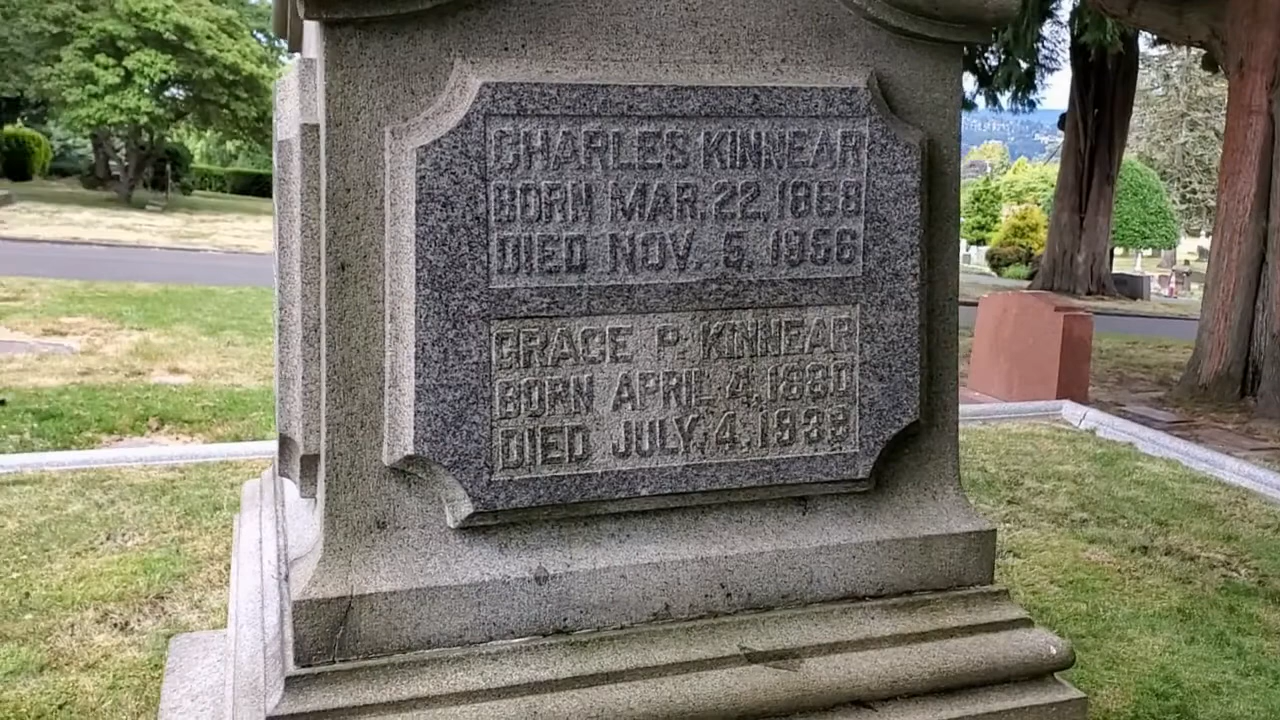 CHARLES KINNEAR
BORN MAR. 22, 1868
DIED NOV. 5, 1956
GRACE P. KINNEAR
BORN APRIL 4, 1880
DIED JULY 4,